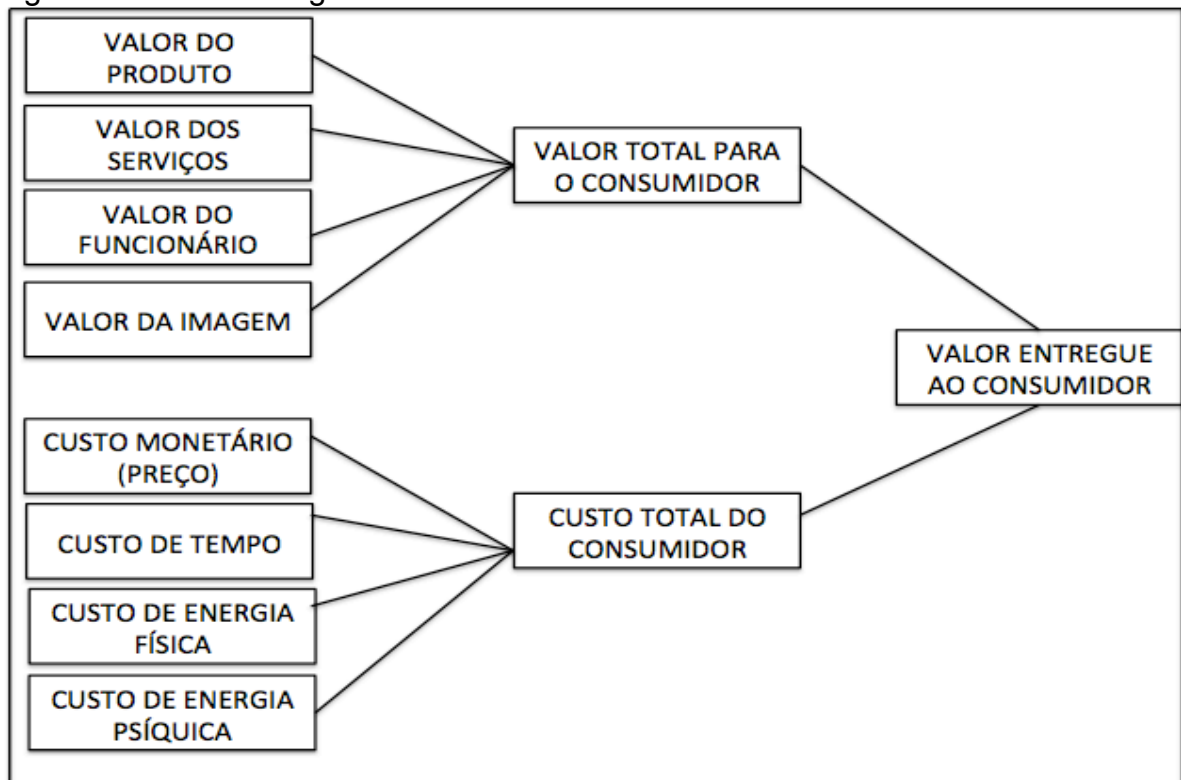 VALOR DO
PRODUTO
VALOR DOS
SERVIÇOS
VALOR DO
FUNCIONÁRIO
VALOR DA IMAGEM
VALOR TOTAL PARA
O CONSUMIDOR
VALOR ENTREGUE
AO CONSUMIDOR
CUSTO MONETÁRIO
(PREÇO)
CUSTO DE TEMPO
CUSTO DE ENERGIA
FÍSICA
CUSTO DE ENERGIA
PSÍQUICA
CUSTO TOTAL DO
CONSUMIDOR